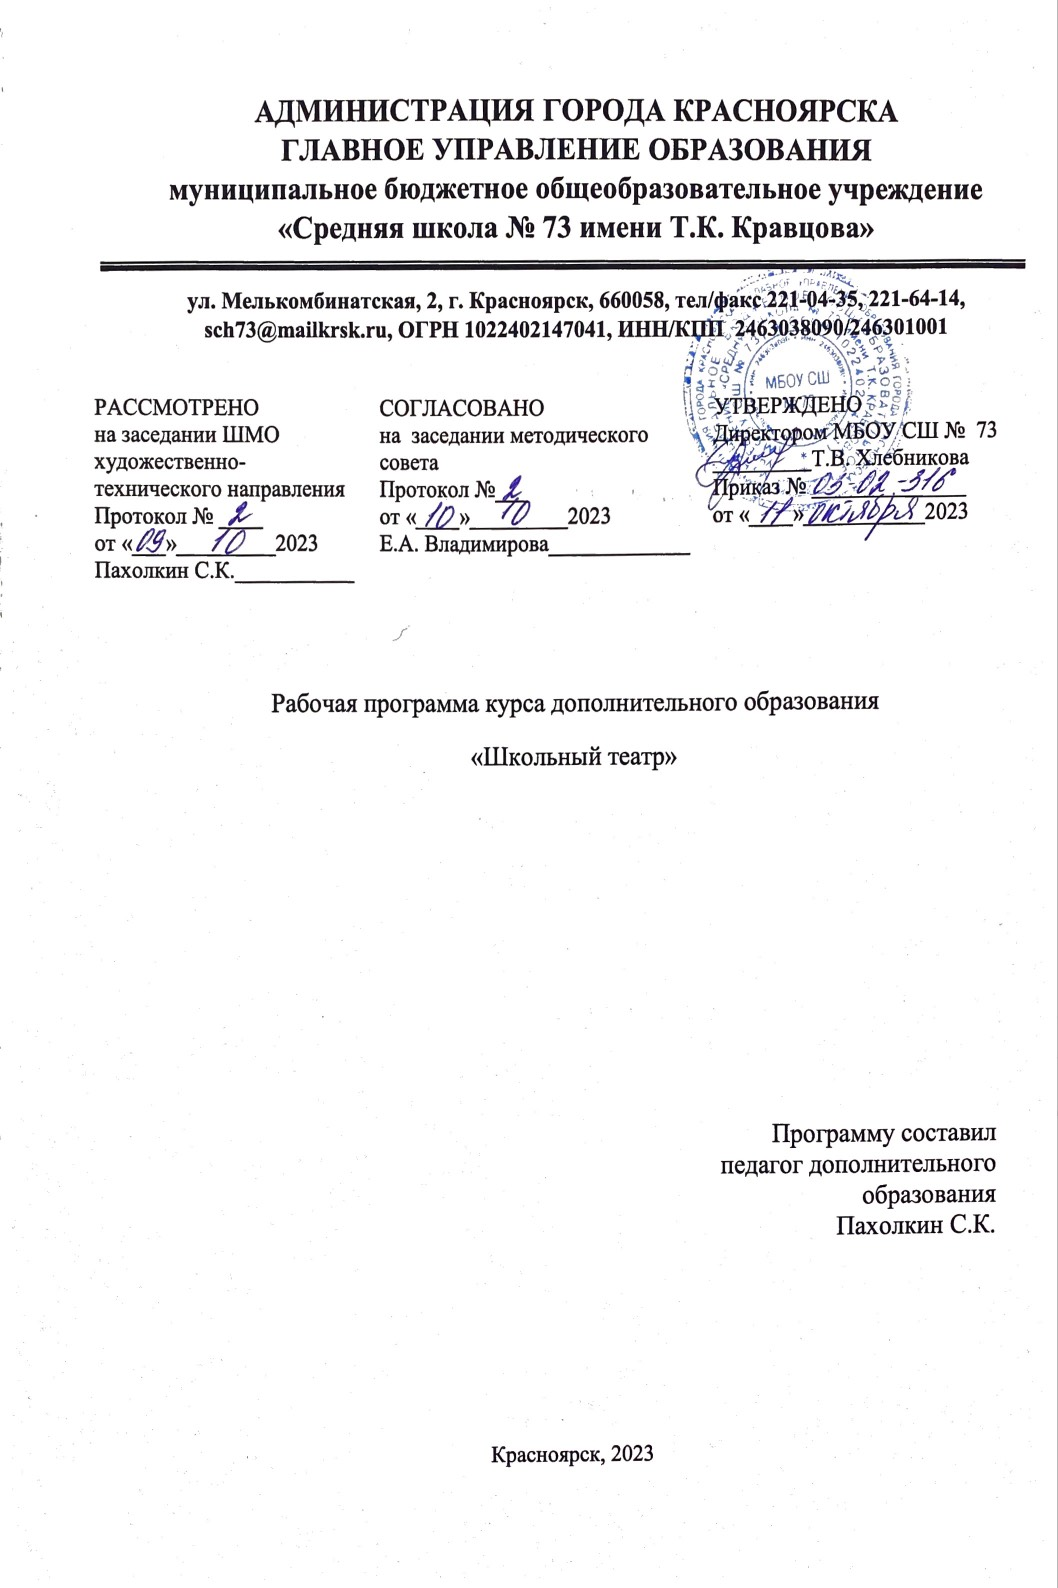 АДМИНИСТРАЦИЯ ГОРОДА КРАСНОЯРСКА
ГЛАВНОЕ УПРАВЛЕНИЕ ОБРАЗОВАНИЯ
муниципальное бюджетное общеобразовательное учреждение
«Средняя школа № 73 имени Т.К. Кравцова»
ул. Мелькомбинатская, 2, г. Красноярск, 660058, тел/факс 221-04-35, 221-64-14,
sch73@mailkrsk.ru, ОГРН 1022402147041, ИНН/КПП 2463038090/246301001
РАССМОТРЕНО
на заседании ШМО
художественно-
технического направления
Протокол № 2
от «09» 10 2023
Пахолкин С.К.____________
СОГЛАСОВАНО
на заседании методического
совета
Протокол № 2
от «10» 10 2023
Е.А. Владимирова______________
МБОУ СШ
УТВЕРЖДЕНО
Директором МБОУ СШ № 73
__________Т.В. Хлебникова
Приказ № 03-02-316
от «11» октября 2023
Рабочая программа курса дополнительного образования
«Школьный театр»
Программу составил
педагог дополнительного
образования
Пахолкин С.К.
Красноярск, 2023